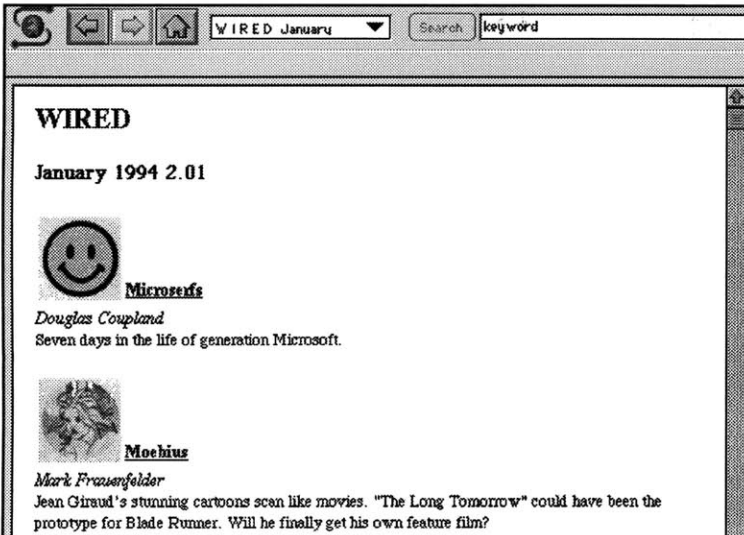 WIRED January
Search
keyword
WIRED
January 1994 2.01
Microserfs
Douglas Coupland
Seven days in the life of generation Microsoft.
Moebius
Mark Frauenfelder
Jean Giraud's stunning cartoons scan like movies. "The Long Tomorrow" could have been the
prototype for Blade Runner. Will he finally get his own feature film?